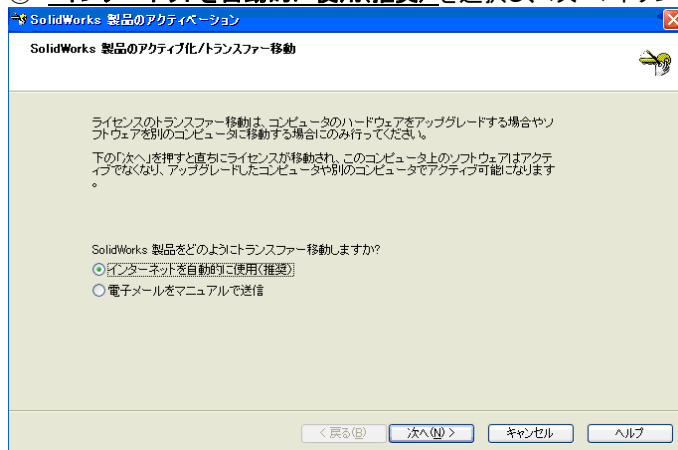 SolidWorks 製品のアクティベーション
SolidWorks 製品のアクティブ化/トランスファー移動
ライセンスのトランスファー移動は、コンピュータのハードウェアをアップグレードする場合やソ
フトウェアを別のコンピュータに移動する場合にのみ行ってください。
下の「次へ」を押すと直ちにライセンスが移動され、このコンピュータ上のソフトウェアはアクテ
ィブでなくなり、アップグレードしたコンピュータや別のコンピュータでアクティブ可能になります
。
SolidWorks 製品をどのようにトランスファー移動しますか?
インターネットを自動的に使用(推奨)
電子メールをマニュアルで送信
< 戻る(B) 次へ(N) > キャンセル ヘルプ